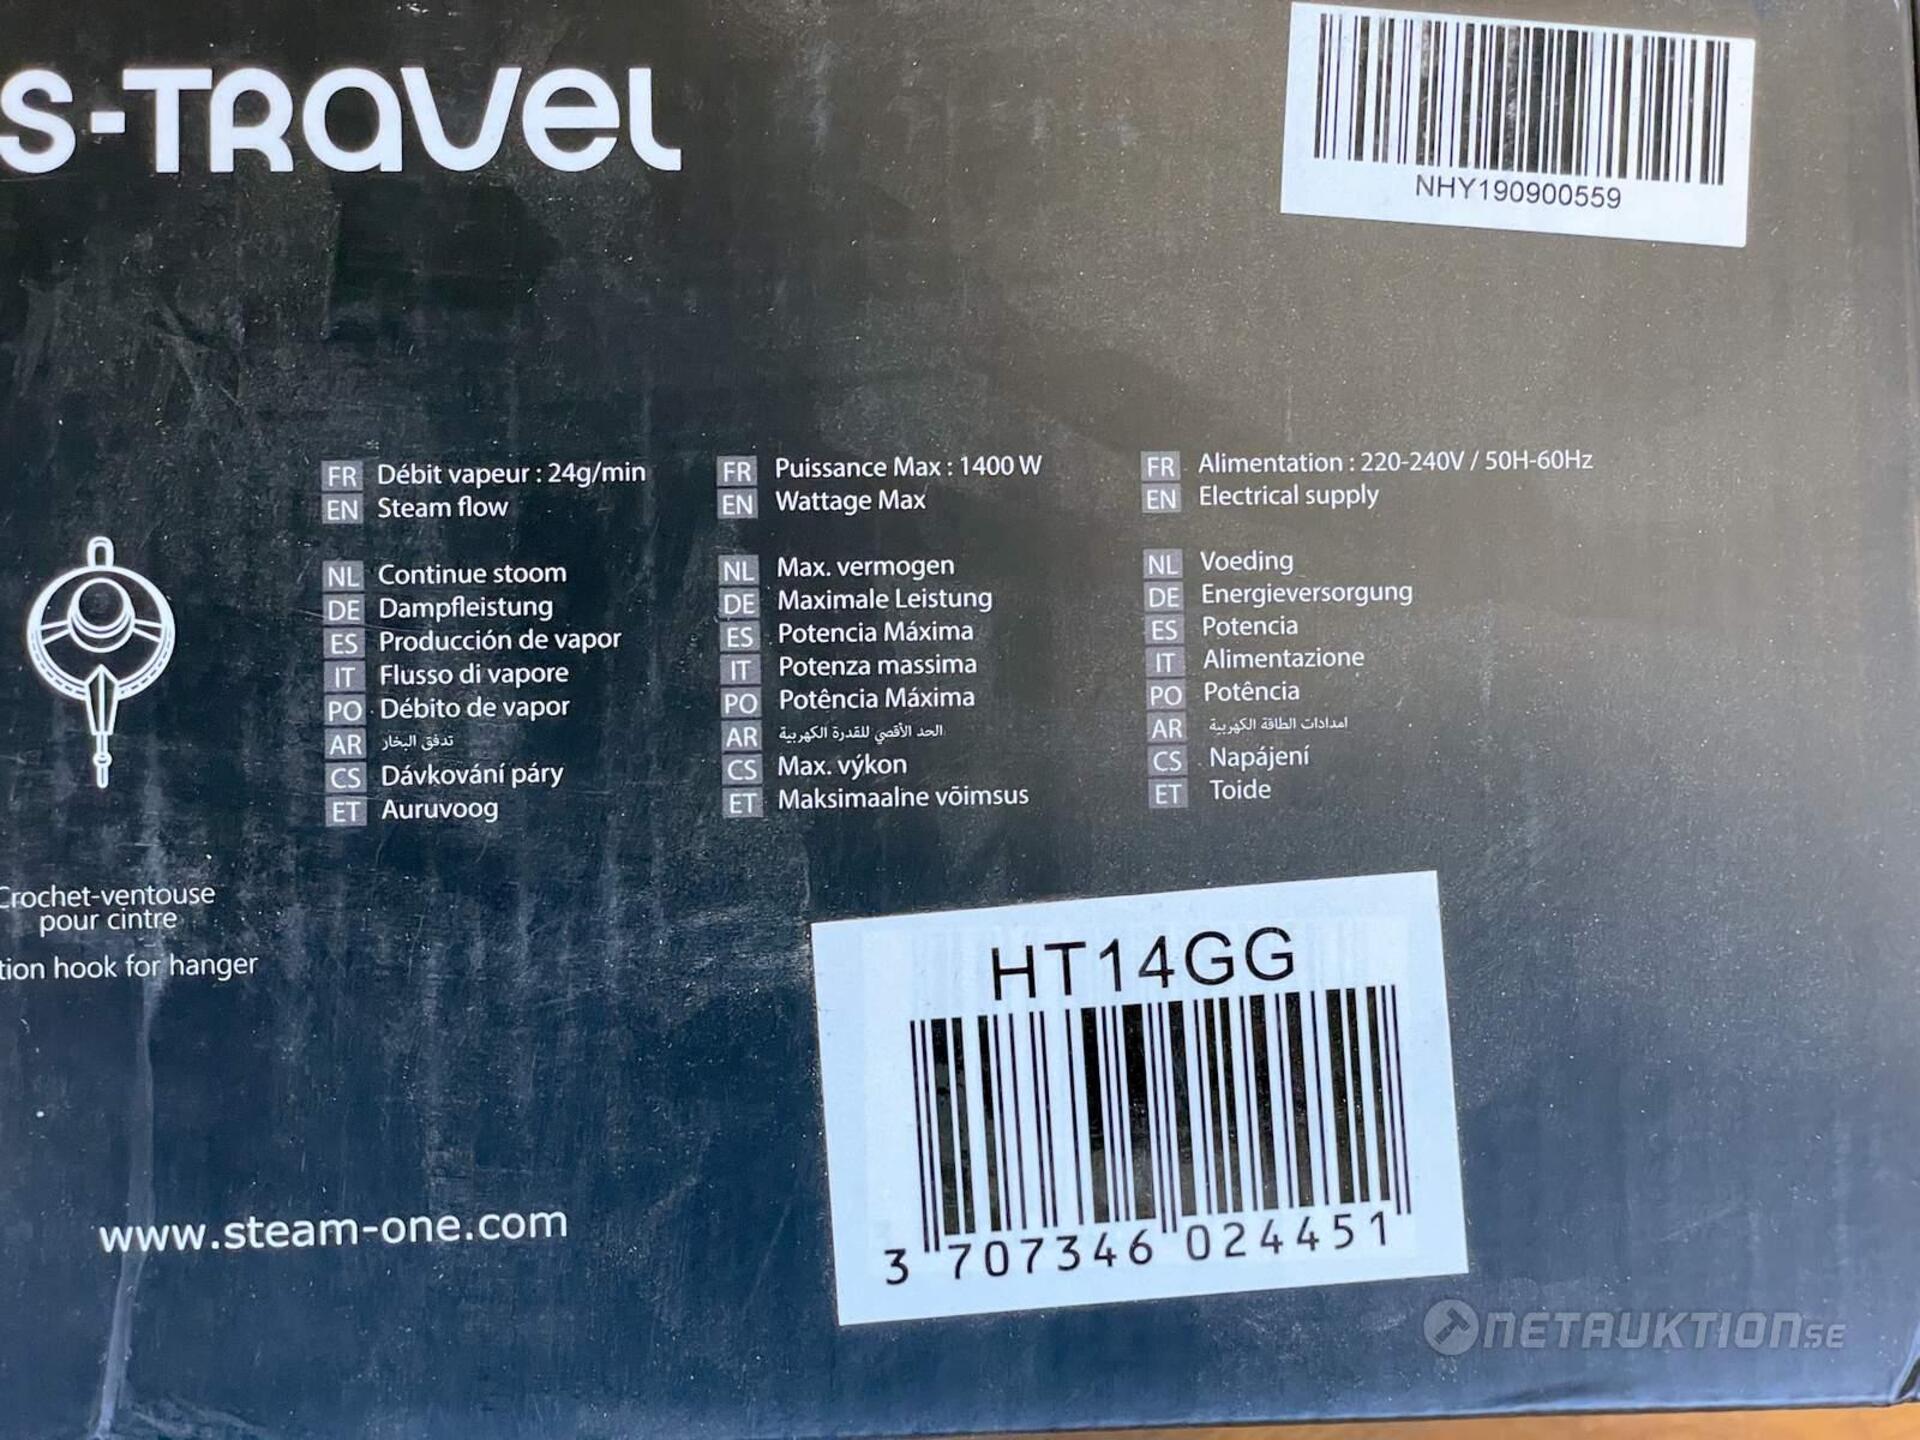 S-TRAVEL
NHY190900559
FR Débit vapeur : 24g/min
EN Steam flow
NL Continue stoom
DE Dampfleistung
ES Producción de vapor
IT Flusso di vapore
PO Débito de vapor
AR تدفق البخار
CS Dávkování páry
ET Auruvoog
FR Puissance Max : 1400 W
EN Wattage Max
NL Max. vermogen
DE Maximale Leistung
ES Potencia Máxima
IT Potenza massima
PO Potência Máxima
AR الحد الأقصي للقدرة الكهربية
CS Max. výkon
ET Maksimaalne võimsus
FR Alimentation : 220-240V / 50H-60Hz
EN Electrical supply
NL Voeding
DE Energieversorgung
ES Potencia
IT Alimentazione
PO Potência
AR امدادات الطاقة الكهربية
CS Napájení
ET Toide
Crochet-ventouse
pour cintre
tion hook for hanger
HT14GG
3 707346 024451
www.steam-one.com
NETAUKTION.SE